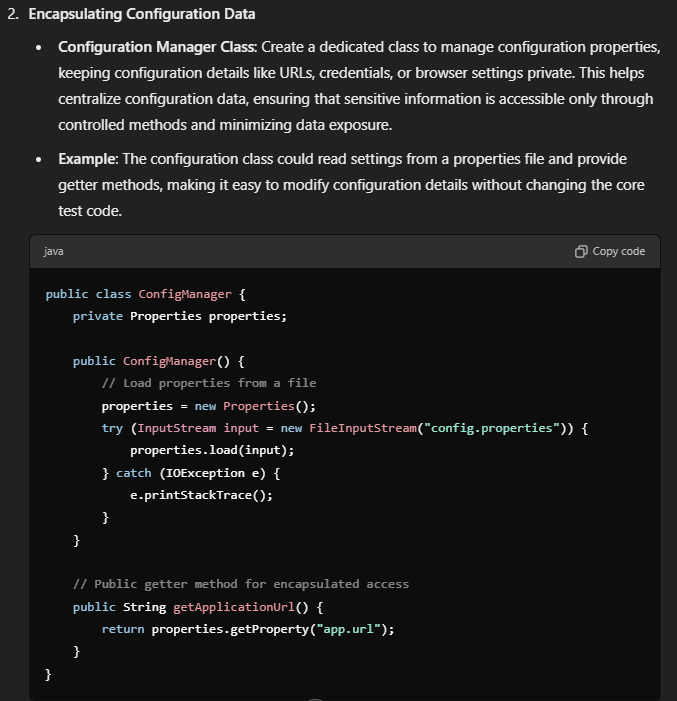 2. Encapsulating Configuration Data
• Configuration Manager Class: Create a dedicated class to manage configuration properties,
keeping configuration details like URLs, credentials, or browser settings private. This helps
centralize configuration data, ensuring that sensitive information is accessible only through
controlled methods and minimizing data exposure.
• Example: The configuration class could read settings from a properties file and provide
getter methods, making it easy to modify configuration details without changing the core
test code.
java Copy code
public class ConfigManager {
    private Properties properties;

    public ConfigManager() {
        // Load properties from a file
        properties = new Properties();
        try (InputStream input = new FileInputStream("config.properties")) {
            properties.load(input);
        } catch (IOException e) {
            e.printStackTrace();
        }
    }

    // Public getter method for encapsulated access
    public String getApplicationUrl() {
        return properties.getProperty("app.url");
    }
}